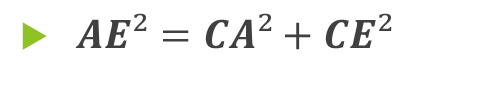 AE² = CA² + CE²